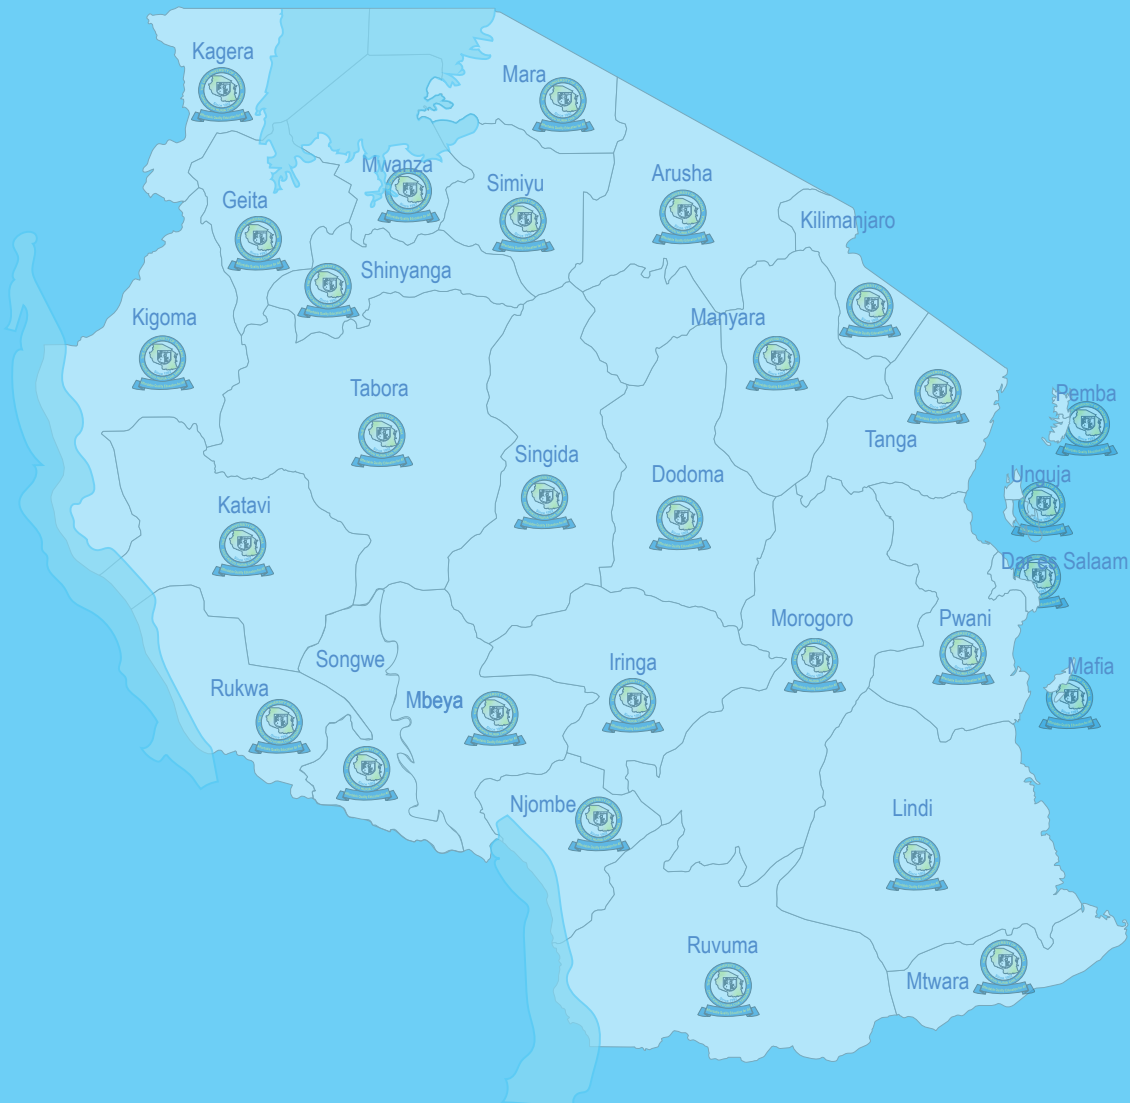 Kagera
Mara
Mwanza
Simiyu
Arusha
Geita
Kilimanjaro
Shinyanga
Kigoma
Manyara
Tabora
Pemba
Tanga
Singida
Dodoma
Unguja
Katavi
Dar es Salaam
Morogoro
Pwani
Songwe
Iringa
Mafia
Rukwa
Mbeya
Njombe
Lindi
Ruvuma
Mtwara